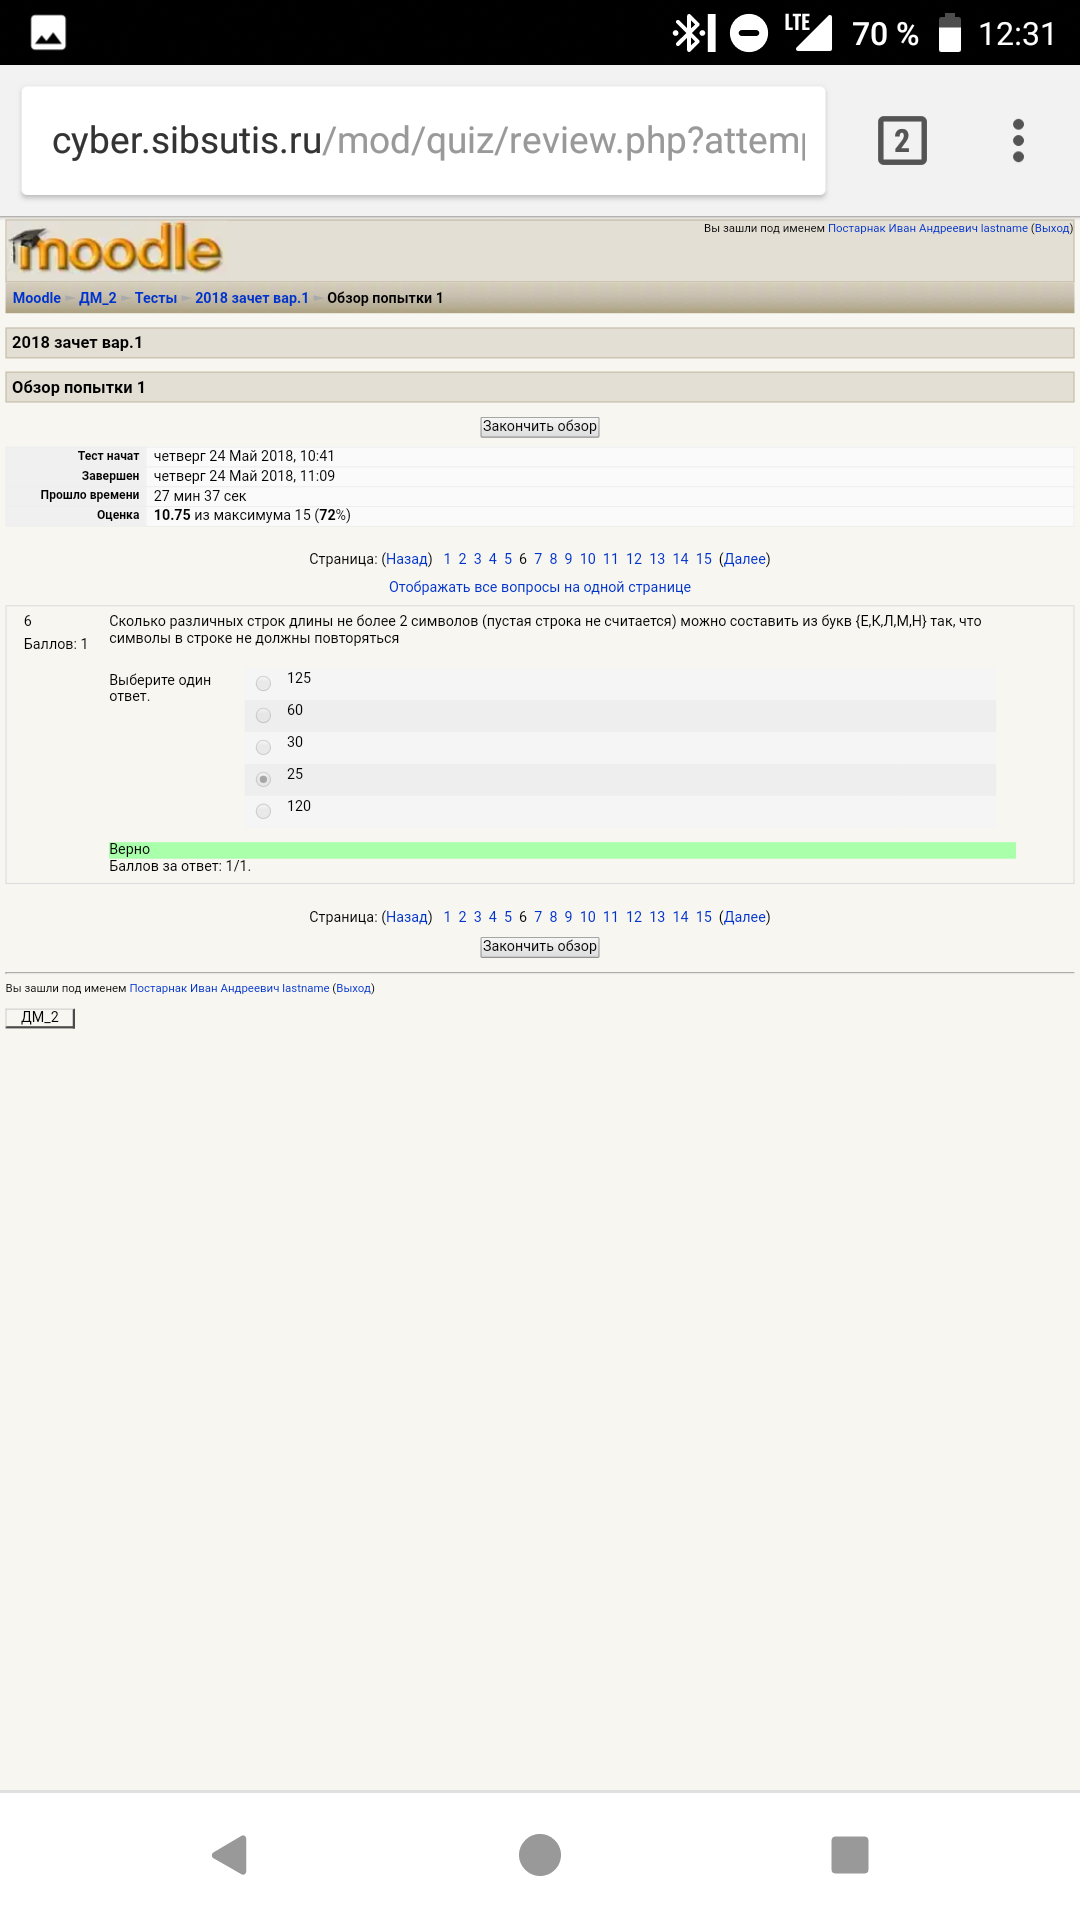 LTE 70 % 12:31
cyber.sibsutis.ru/mod/quiz/review.php?attem
2
moodle
Вы зашли под именем Постарнак Иван Андреевич lastname (Выход)
Moodle ДМ_2 Тесты 2018 зачет вар.1 Обзор попытки 1
2018 зачет вар.1
Обзор попытки 1
Закончить обзор
Тест начат четверг 24 Май 2018, 10:41
Завершен четверг 24 Май 2018, 11:09
Прошло времени 27 мин 37 сек
Оценка 10.75 из максимума 15 (72%)
Страница: (Назад) 1 2 3 4 5 6 7 8 9 10 11 12 13 14 15 (Далее)
Отображать все вопросы на одной странице
6
Баллов: 1
Сколько различных строк длины не более 2 символов (пустая строка не считается) можно составить из букв {Е,К,Л,М,Н} так, что
символы в строке не должны повторяться
Выберите один
ответ.
125
60
30
25
120
Верно
Баллов за ответ: 1/1.
Страница: (Назад) 1 2 3 4 5 6 7 8 9 10 11 12 13 14 15 (Далее)
Закончить обзор
Вы зашли под именем Постарнак Иван Андреевич lastname (Выход)
ДМ_2